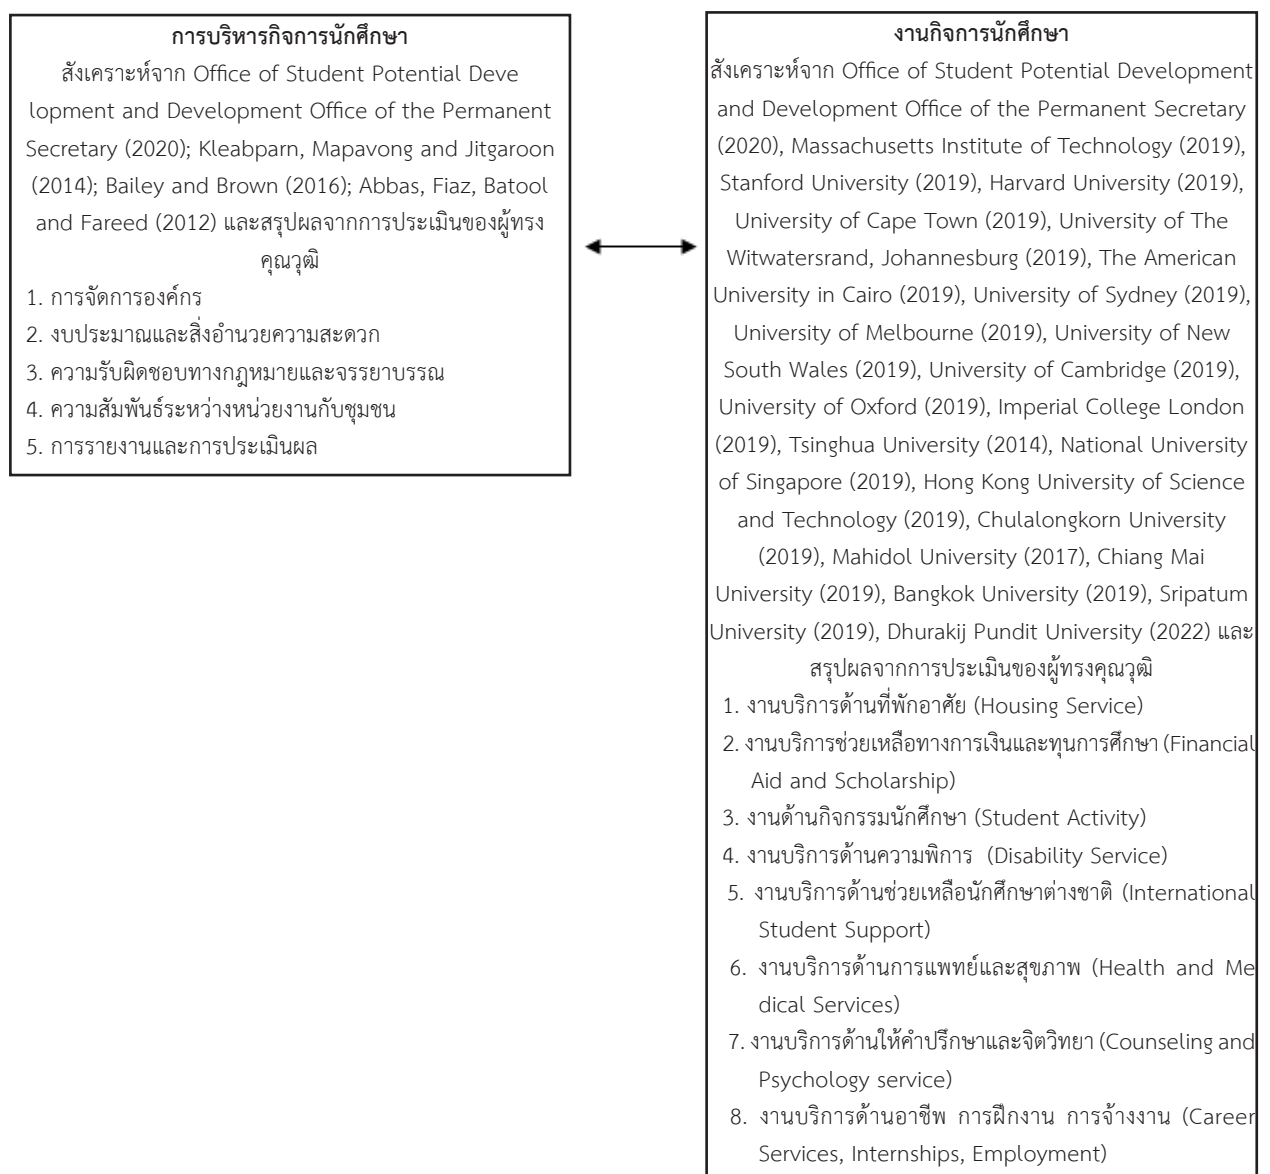 การบริหารกิจการนักศึกษา
สังเคราะห์จาก Office of Student Potential Deve
lopment and Development Office of the Permanent
Secretary (2020); Kleabparn, Mapavong and Jitgaroon
(2014); Bailey and Brown (2016); Abbas, Fiaz, Batool
and Fareed (2012) และสรุปผลจากการประเมินของผู้ทรง
คุณวุฒิ
1. การจัดการองค์กร
2. งบประมาณและสิ่งอำนวยความสะดวก
3. ความรับผิดชอบทางกฎหมายและจรรยาบรรณ
4. ความสัมพันธ์ระหว่างหน่วยงานกับชุมชน
5. การรายงานและการประเมินผล
งานกิจการนักศึกษา
สังเคราะห์จาก Office of Student Potential Development
and Development Office of the Permanent Secretary
(2020), Massachusetts Institute of Technology (2019),
Stanford University (2019), Harvard University (2019),
University of Cape Town (2019), University of The
Witwatersrand, Johannesburg (2019), The American
University in Cairo (2019), University of Sydney (2019),
University of Melbourne (2019), University of New
South Wales (2019), University of Cambridge (2019),
University of Oxford (2019), Imperial College London
(2019), Tsinghua University (2014), National University
of Singapore (2019), Hong Kong University of Science
and Technology (2019), Chulalongkorn University
(2019), Mahidol University (2017), Chiang Mai
University (2019), Bangkok University (2019), Sripatum
University (2019), Dhurakij Pundit University (2022) และ
สรุปผลจากการประเมินของผู้ทรงคุณวุฒิ
1. งานบริการด้านที่พักอาศัย (Housing Service)
2. งานบริการช่วยเหลือทางการเงินและทุนการศึกษา (Financial
Aid and Scholarship)
3. งานด้านกิจกรรมนักศึกษา (Student Activity)
4. งานบริการด้านความพิการ (Disability Service)
5. งานบริการด้านช่วยเหลือนักศึกษาต่างชาติ (International
Student Support)
6. งานบริการด้านการแพทย์และสุขภาพ (Health and Me
dical Services)
7. งานบริการด้านให้คำปรึกษาและจิตวิทยา (Counseling and
Psychology service)
8. งานบริการด้านอาชีพ การฝึกงาน การจ้างงาน (Career
Services, Internships, Employment)